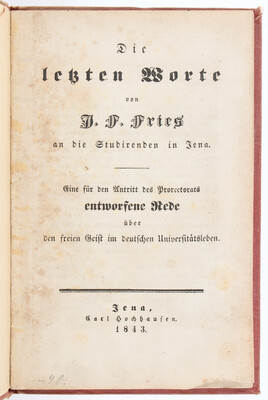 Die
letzten Worte
von
J. F. Fries
an die Studirenden in Jena.
Eine für den Antritt des Prorectorats
entworfene Rede
über
den freien Geist im deutschen Universitätsleben.
Jena,
Carl Hochhausen.
1843.